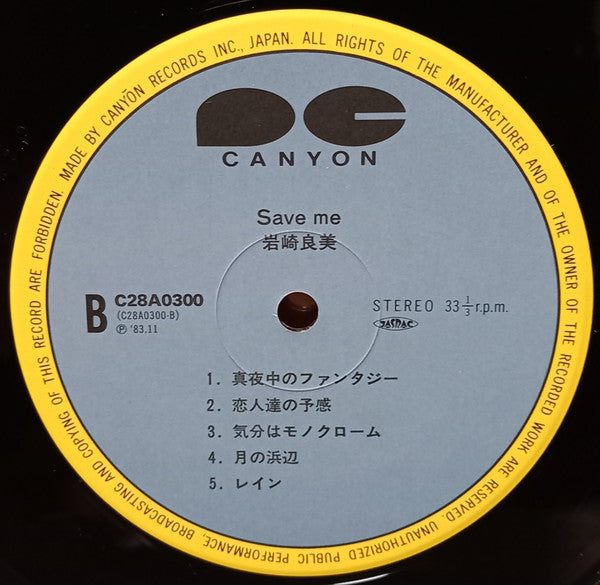 MADE BY CANYŌN RECORDS INC., JAPAN. ALL RIGHTS OF THE MANUFACTURER AND OF THE OWNER OF THE RECORDED WORK ARE RESERVED. UNAUTHORIZED PUBLIC PERFORMANCE, BROADCASTING AND COPYING OF THIS RECORD ARE FORBIDDEN.
PC
CANYON
Save me
岩崎良美
B
C28A0300
(C28A0300-B)
Ⓟ '83.11
STEREO 33 1/3 r.p.m.
JASRAC
1. 真夜中のファンタジー
2. 恋人達の予感
3. 気分はモノクローム
4. 月の浜辺
5. レイン